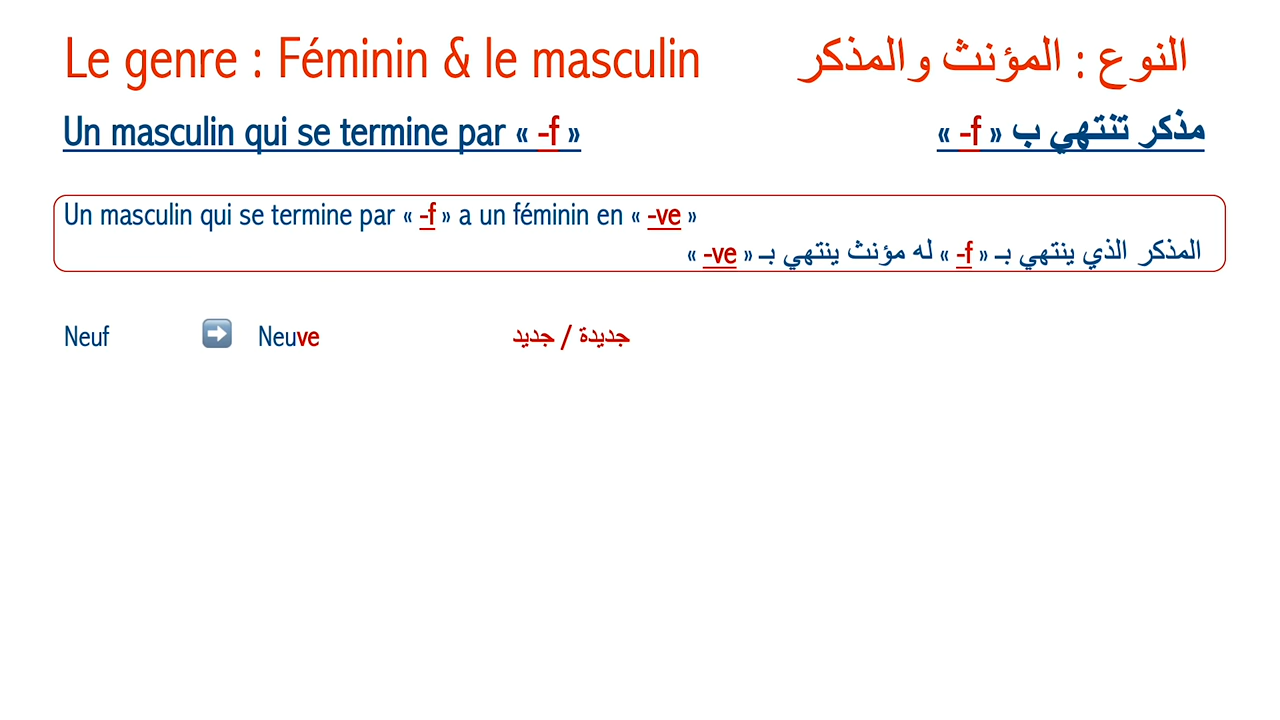 Le genre : Féminin & le masculin
النوع : المؤنث والمذكر
Un masculin qui se termine par « -f »
مذكر تنتهي ب « -f »
Un masculin qui se termine par « -f » a un féminin en « -ve »
المذكر الذي ينتهي بـ « -f » له مؤنث ينتهي بـ « -ve »
Neuf ➡️ Neuve جديدة / جديد